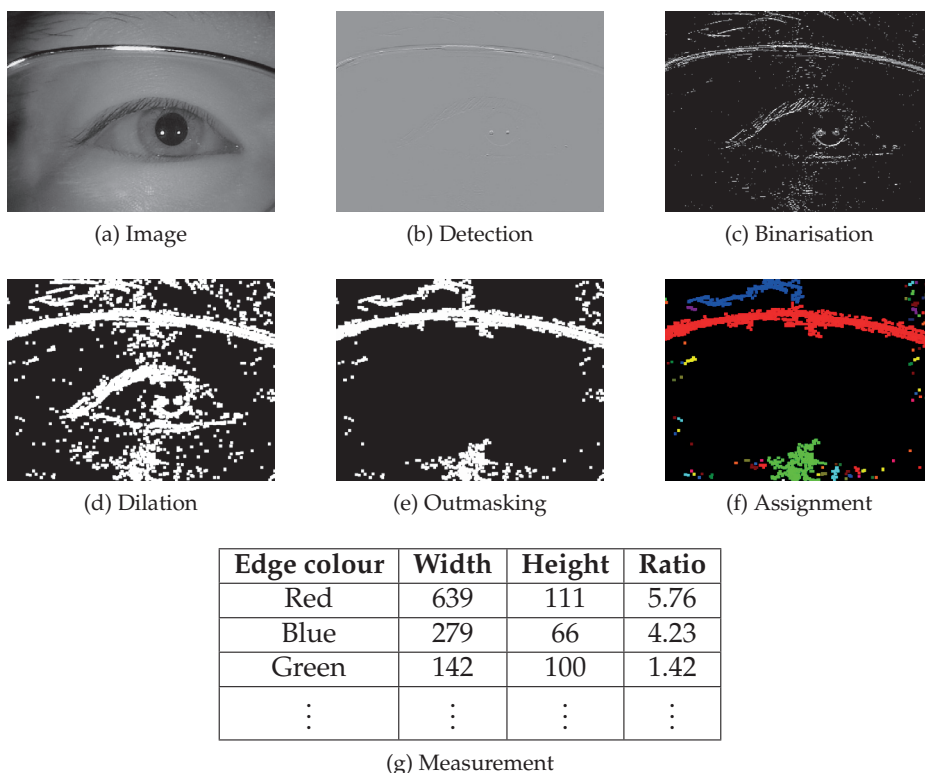 (a) Image
(b) Detection
(c) Binarisation
(d) Dilation
(e) Outmasking
(f) Assignment
Edge colour Width Height Ratio
Red 639 111 5.76
Blue 279 66 4.23
Green 142 100 1.42
⋮ ⋮ ⋮ ⋮
(g) Measurement